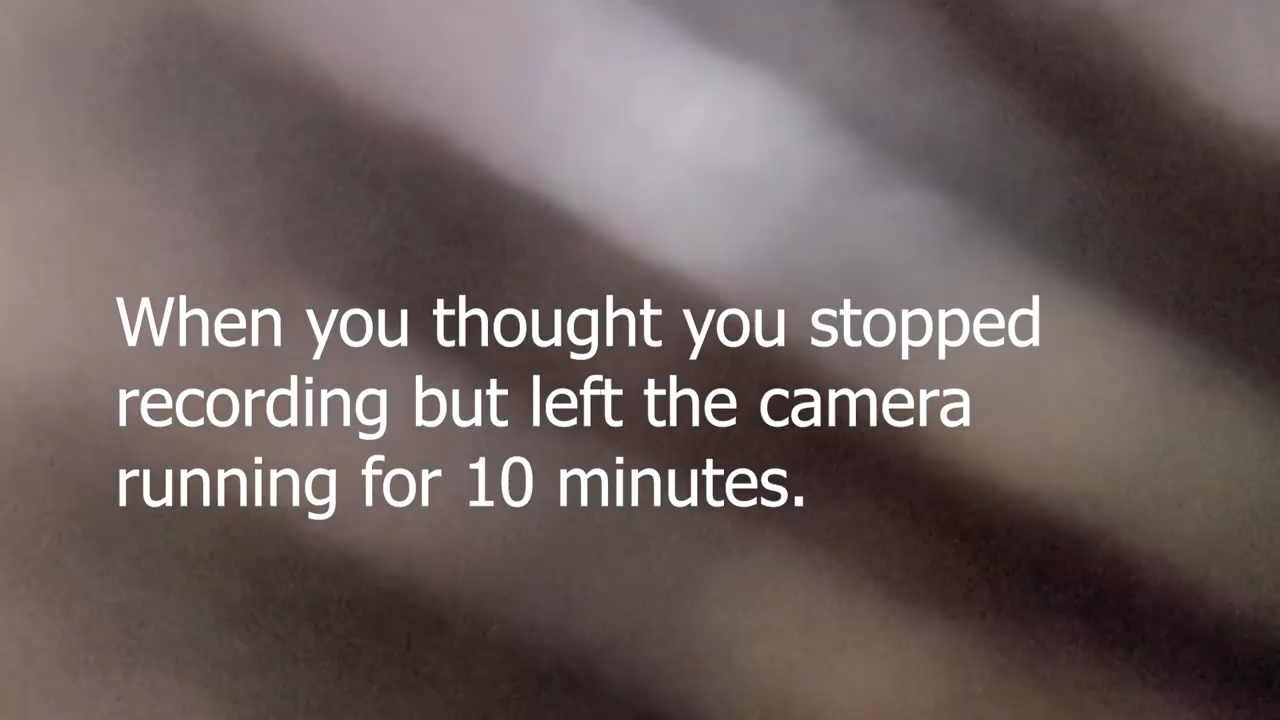 When you thought you stopped
recording but left the camera
running for 10 minutes.